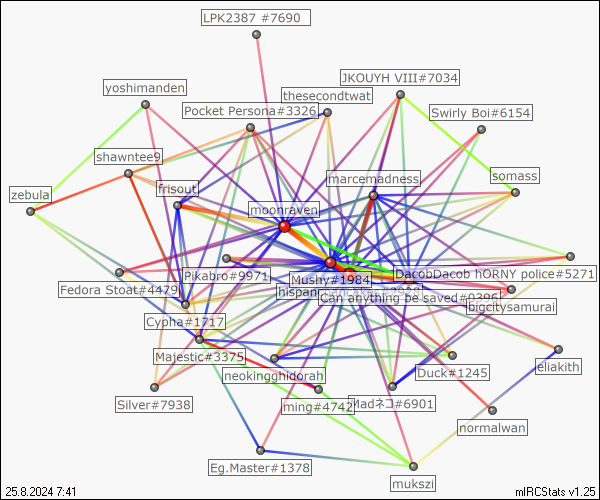 LPK2387 #7690
JKOUYH VIII#7034
yoshimanden
thesecondtwat
Pocket Persona#3326
Swirly Boi#6154
shawntee9
marcemadness
somass
zebula
frisout
moonraven
Pikabro#9971
Mushy#1984
DacobDacob hORNY police#5271
Fedora Stoat#4479
Can anything be saved#0396
bigcitysamurai
Cypha#1717
Majestic#3375
eliakith
neokingghidorah
Duck#1245
Silver#7938
ming#4742
Madネコ#6901
normalwan
Eg.Master#1378
mukszi
25.8.2024 7:41
mIRCStats v1.25